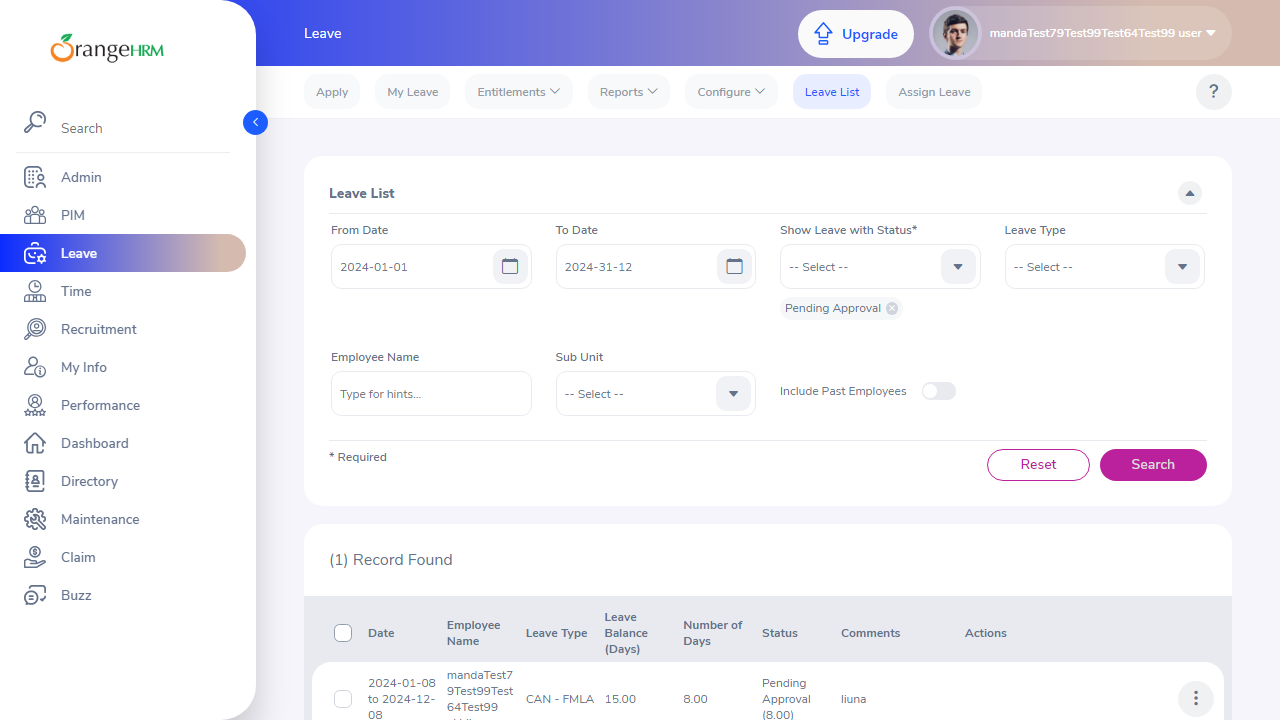 OrangeHRM
Leave
Upgrade
mandaTest79Test99Test64Test99 user
Apply
My Leave
Entitlements
Reports
Configure
Leave List
Assign Leave
?
Search
Admin
PIM
Leave
Time
Recruitment
My Info
Performance
Dashboard
Directory
Maintenance
Claim
Buzz
Leave List
From Date
To Date
Show Leave with Status*
Leave Type
2024-01-01
2024-31-12
-- Select --
-- Select --
Pending Approval
Employee Name
Sub Unit
Type for hints...
-- Select --
Include Past Employees
* Required
Reset
Search
(1) Record Found
Date
Employee
Name
Leave Type
Leave
Balance
(Days)
Number of
Days
Status
Comments
Actions
2024-01-08
to 2024-12-
08
mandaTest7
9Test99Test
64Test99
CAN - FMLA
15.00
8.00
Pending
Approval
(8.00)
liuna